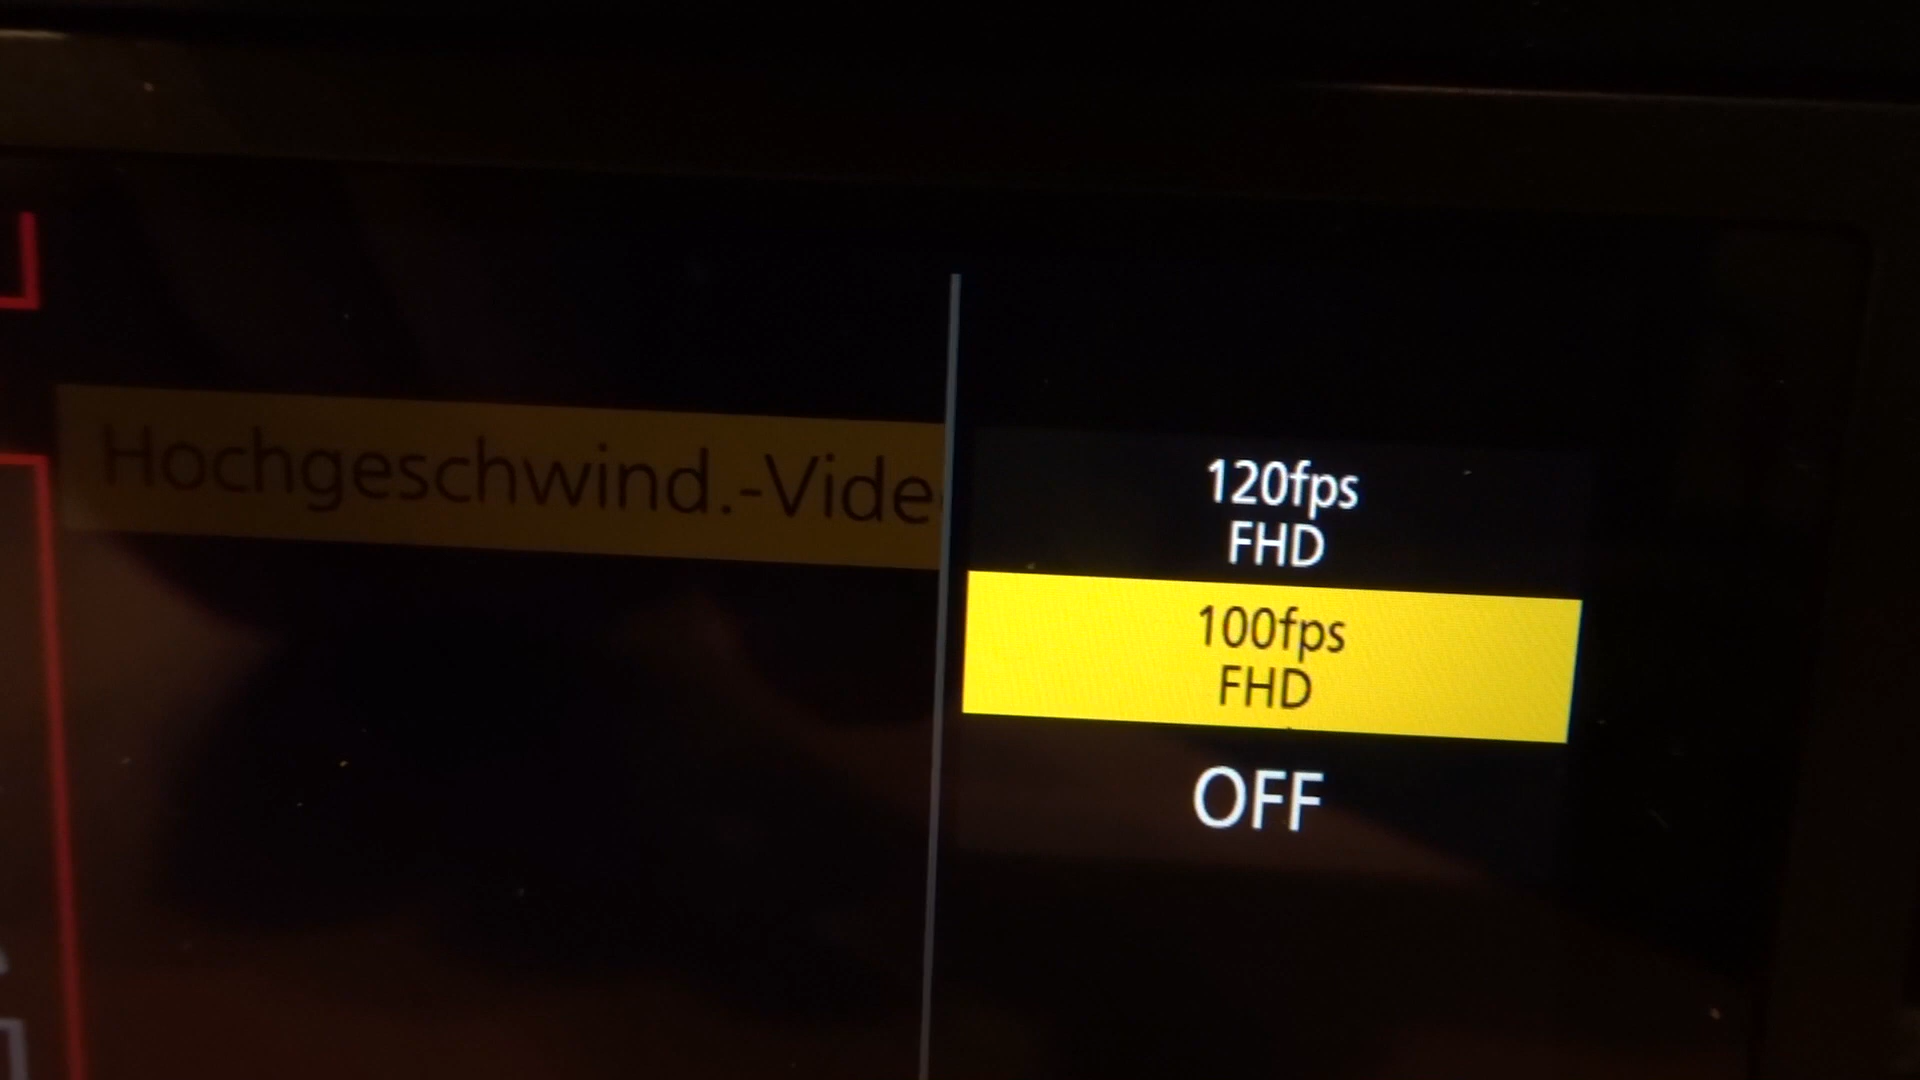 Hochgeschwind.-Vide
120fps
FHD
100fps
FHD
OFF